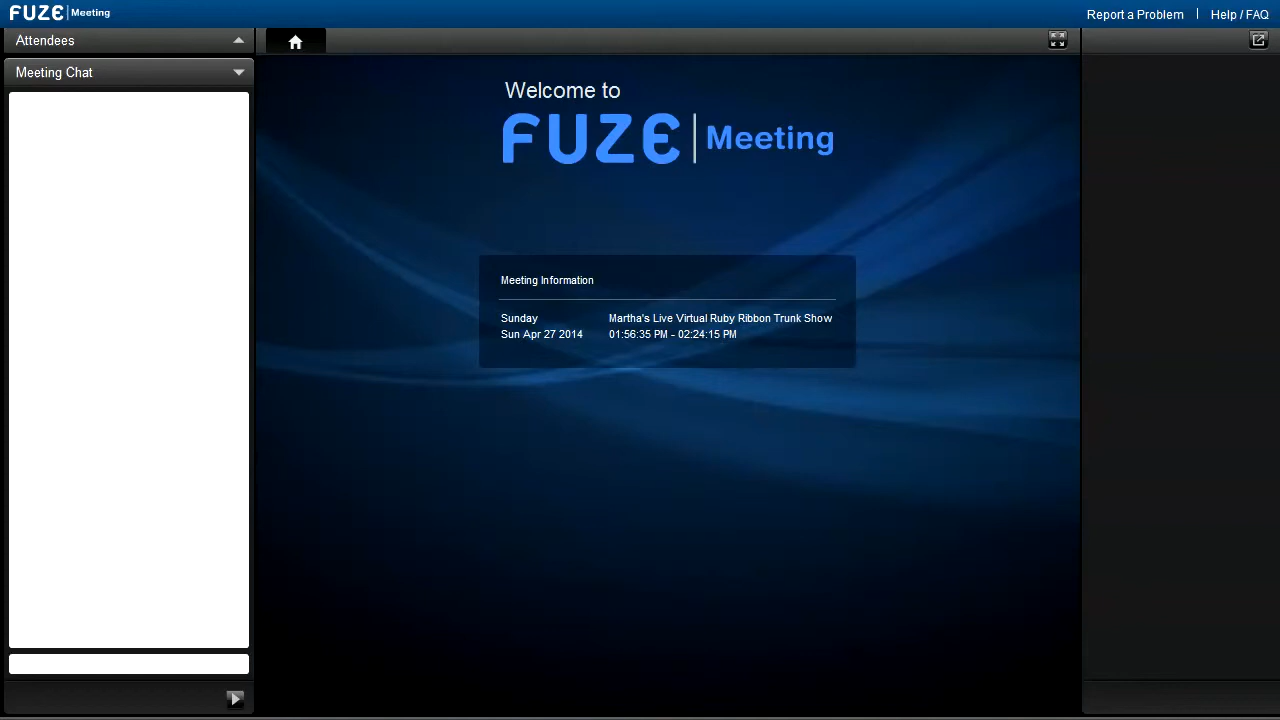 FUZE Meeting
Report a Problem
Help / FAQ
Attendees
Meeting Chat
Welcome to
FUZE Meeting
Meeting Information
Sunday Martha's Live Virtual Ruby Ribbon Trunk Show
Sun Apr 27 2014 01:56:35 PM - 02:24:15 PM